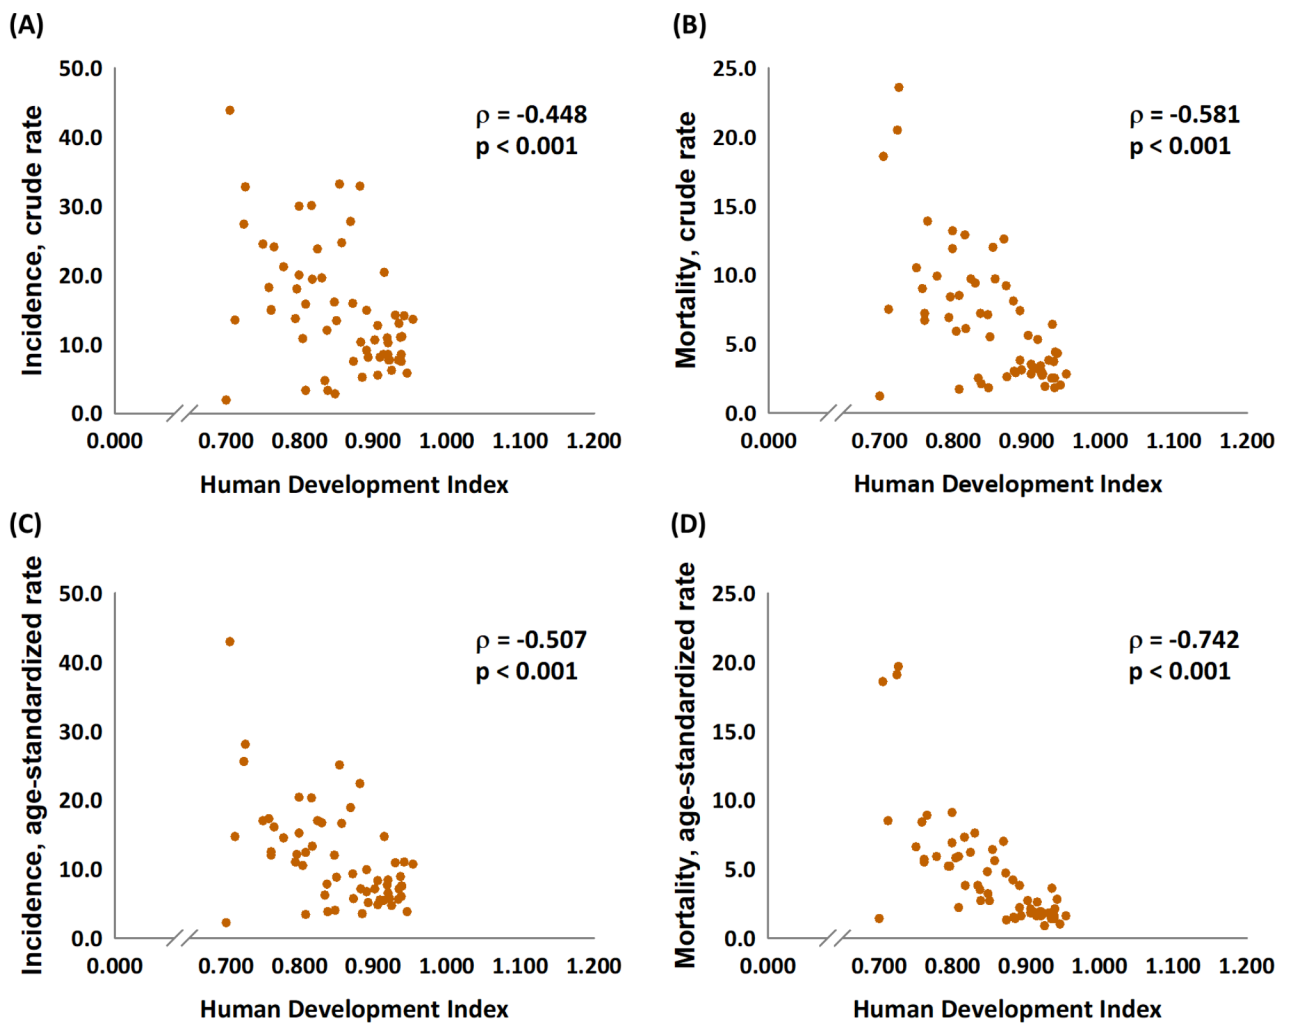 (A)
Incidence, crude rate
50.0
40.0
30.0
20.0
10.0
0.0
ρ = -0.448
p < 0.001
0.000 0.700 0.800 0.900 1.000 1.100 1.200
Human Development Index
(B)
Mortality, crude rate
25.0
20.0
15.0
10.0
5.0
0.0
ρ = -0.581
p < 0.001
0.000 0.700 0.800 0.900 1.000 1.100 1.200
Human Development Index
(C)
Incidence, age-standardized rate
50.0
40.0
30.0
20.0
10.0
0.0
ρ = -0.507
p < 0.001
0.000 0.700 0.800 0.900 1.000 1.100 1.200
Human Development Index
(D)
Mortality, age-standardized rate
25.0
20.0
15.0
10.0
5.0
0.0
ρ = -0.742
p < 0.001
0.000 0.700 0.800 0.900 1.000 1.100 1.200
Human Development Index